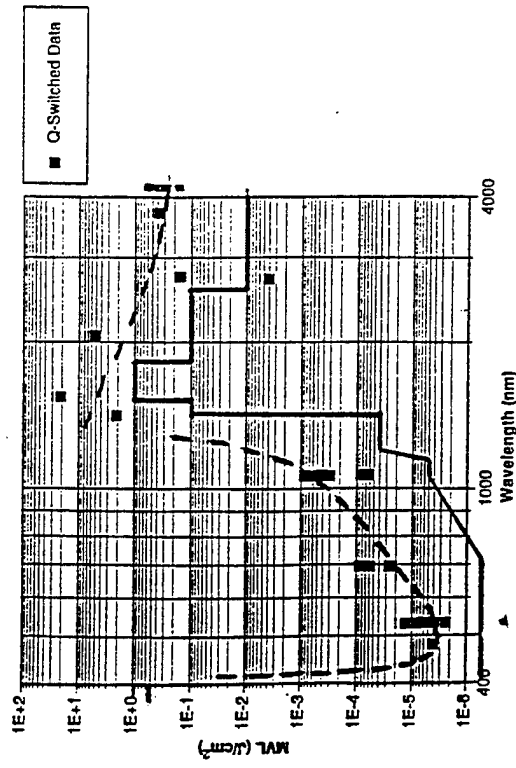 ■ Q-Switched Data
MVL (J/cm²)
1E+2
1E+1
1E+0
1E-1
1E-2
1E-3
1E-4
1E-5
1E-6
400
1000
4000
Wavelength (nm)